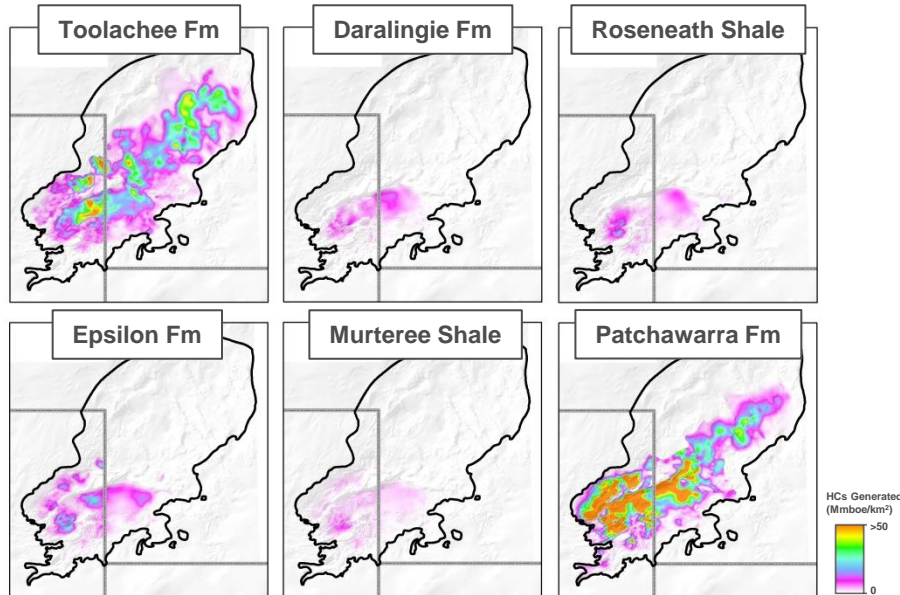 Toolachee Fm
Daralingie Fm
Roseneath Shale
Epsilon Fm
Murteree Shale
Patchawarra Fm
HCs Generated
(Mmboe/km²)
>50
0